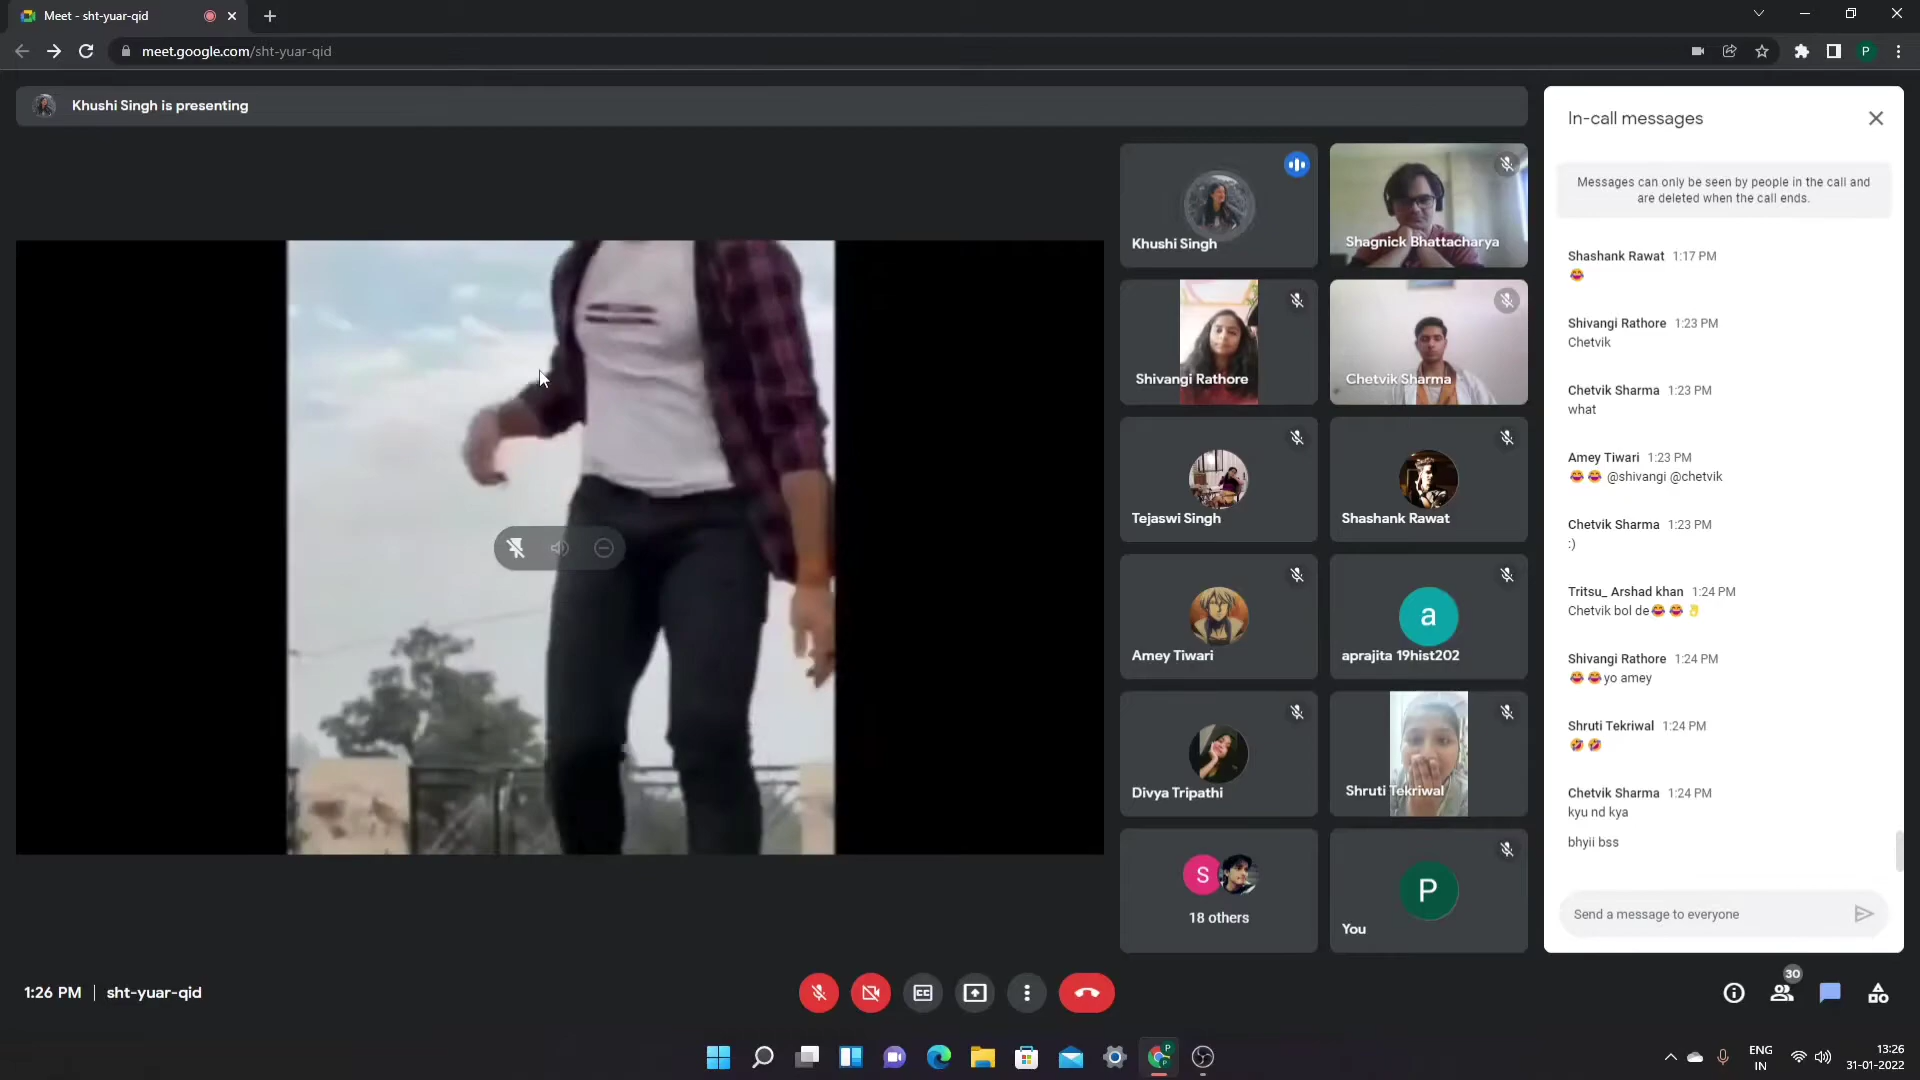 Meet - sht-yuar-qid
meet.google.com/sht-yuar-qid
P
Khushi Singh is presenting
In-call messages
Messages can only be seen by people in the call and
are deleted when the call ends.
Khushi Singh
Shagnick Bhattacharya
Shivangi Rathore
Chetvik Sharma
Tejaswi Singh
Shashank Rawat
Amey Tiwari
a
aprajita 19hist202
Divya Tripathi
Shruti Tekriwal
S
18 others
P
You
Shashank Rawat 1:17 PM
😂
Shivangi Rathore 1:23 PM
Chetvik
Chetvik Sharma 1:23 PM
what
Amey Tiwari 1:23 PM
😂 😂 @shivangi @chetvik
Chetvik Sharma 1:23 PM
:)
Tritsu_ Arshad khan 1:24 PM
Chetvik bol de😂 😂 👌
Shivangi Rathore 1:24 PM
😂 😂yo amey
Shruti Tekriwal 1:24 PM
🤣 🤣
Chetvik Sharma 1:24 PM
kyu nd kya
bhyii bss
Send a message to everyone
1:26 PM | sht-yuar-qid
30
ENG
IN
13:26
31-01-2022